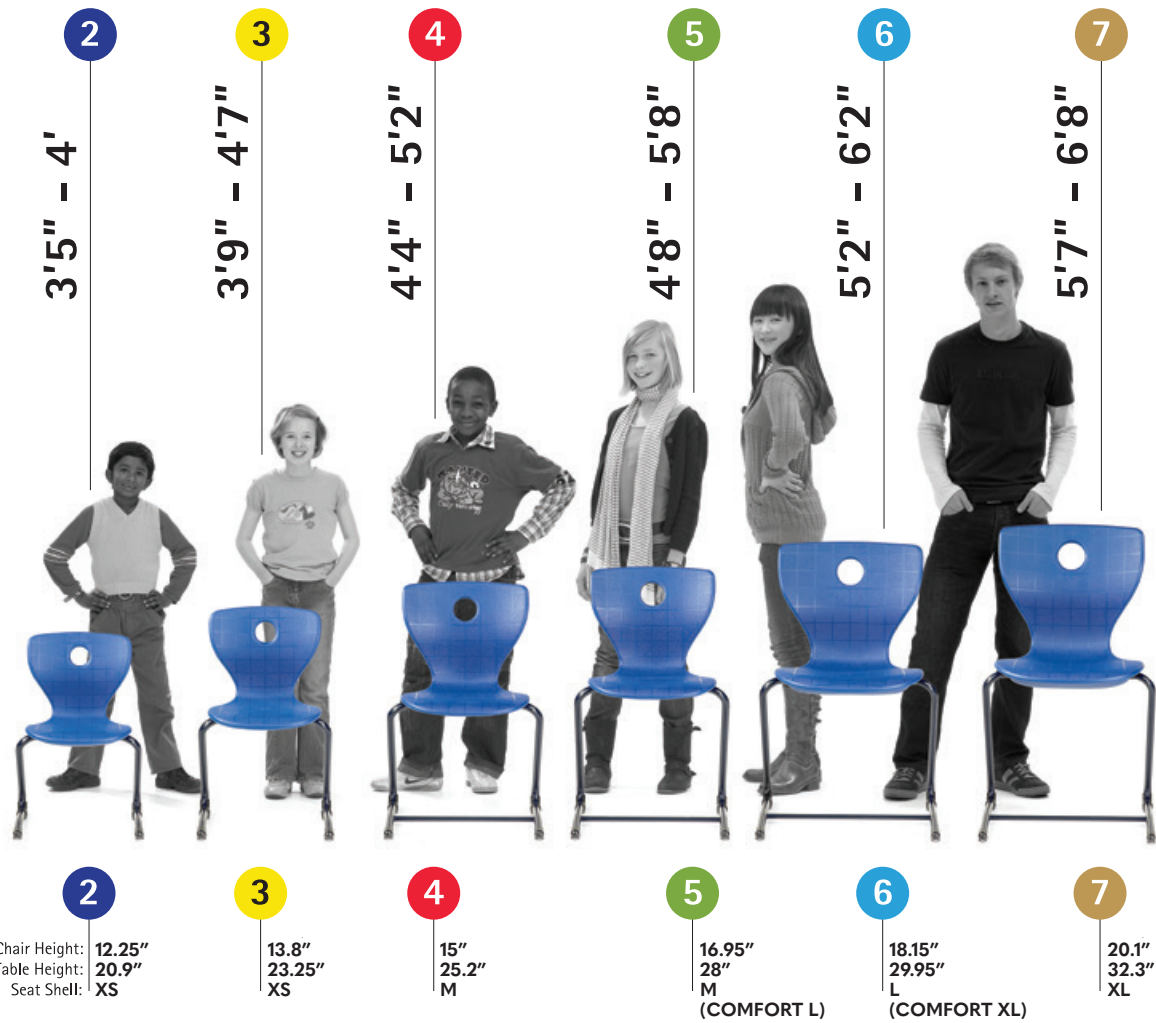 2 3 4 5 6 7
3'5" - 4'
3'9" - 4'7"
4'4" - 5'2"
4'8" - 5'8"
5'2" - 6'2"
5'7" - 6'8"
2 3 4 5 6 7
Chair Height: 12.25" 13.8" 15" 16.95" 18.15" 20.1"
Table Height: 20.9" 23.25" 25.2" 28" 29.95" 32.3"
Seat Shell: XS XS M M L XL
(COMFORT L) (COMFORT XL)